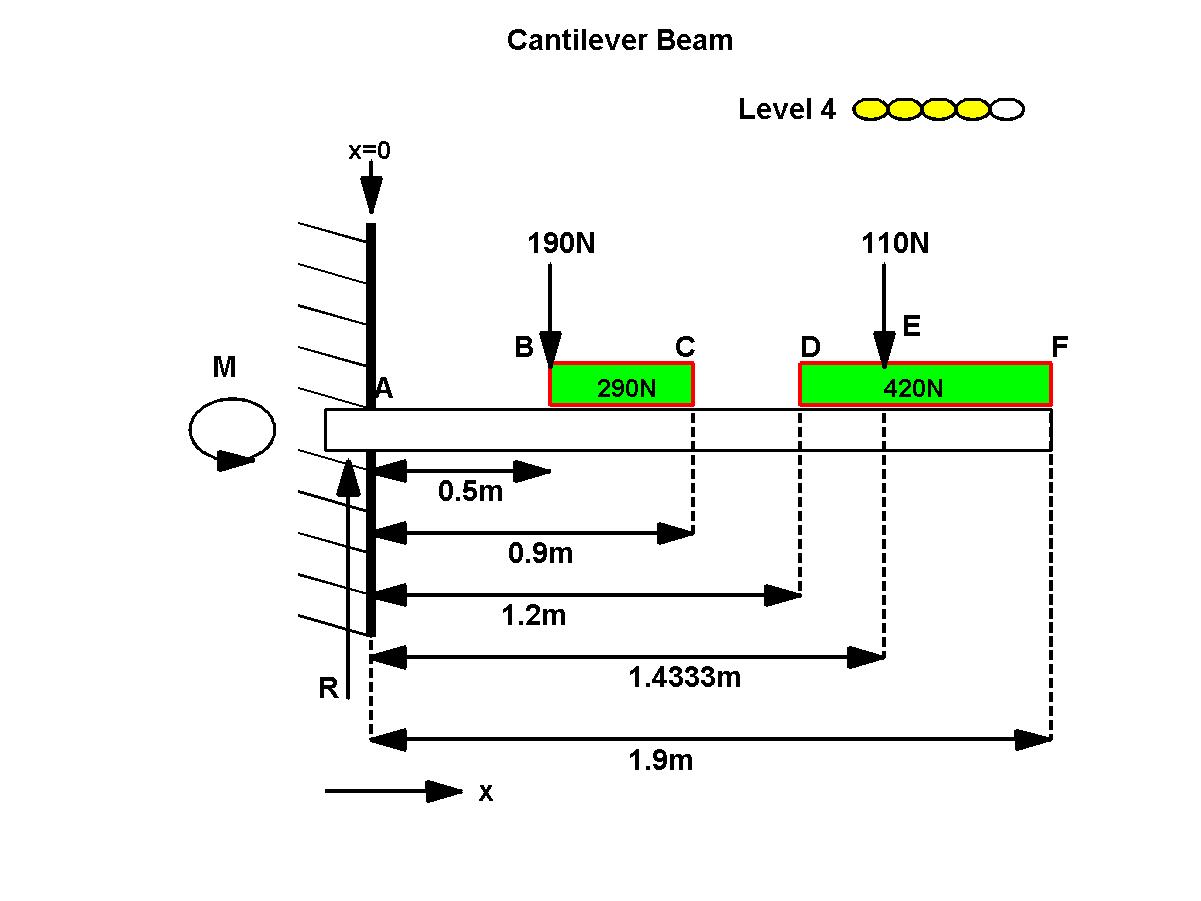 Cantilever Beam
Level 4
x=0
190N
110N
E
B
C
D
F
M
A
290N
420N
0.5m
0.9m
1.2m
1.4333m
R
1.9m
x